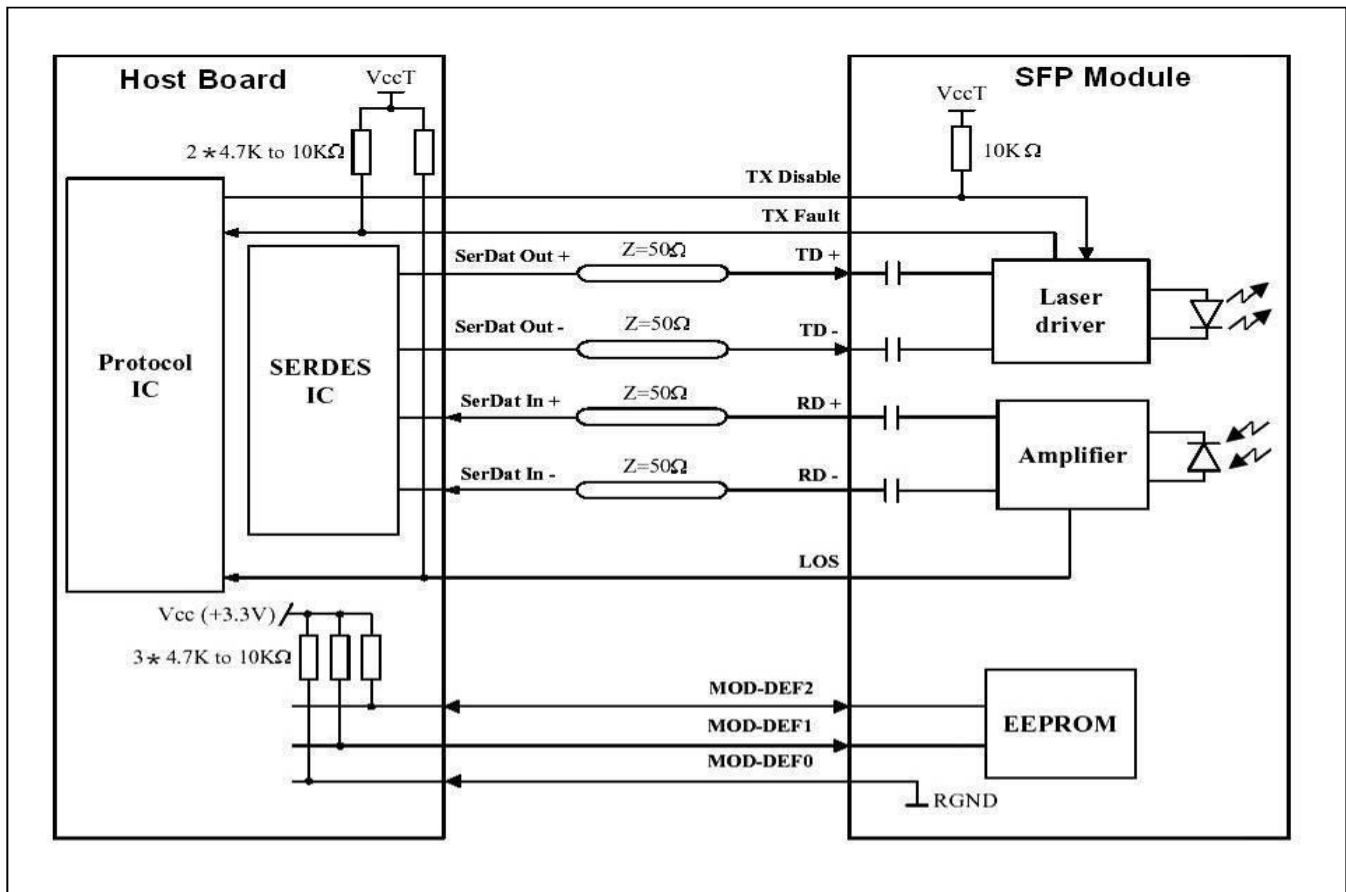 Host Board
VccT
2*4.7K to 10KΩ
SFP Module
VccT
10KΩ
TX Disable
TX Fault
SerDat Out +
Z=50Ω
TD +
SerDat Out -
Z=50Ω
TD -
SerDat In +
Z=50Ω
RD +
SerDat In -
Z=50Ω
RD -
LOS
Protocol
IC
SERDES
IC
Laser
driver
Amplifier
Vcc (+3.3V)
3*4.7K to 10KΩ
MOD-DEF2
MOD-DEF1
MOD-DEF0
EEPROM
RGND